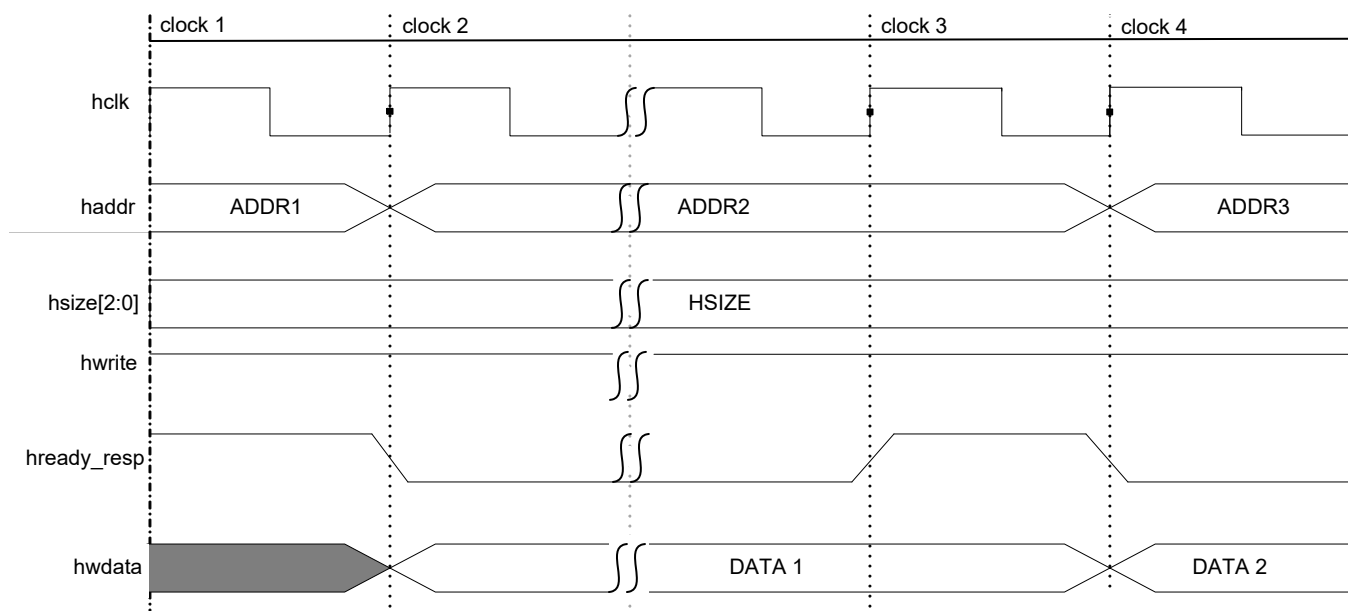 clock 1 clock 2 clock 3 clock 4
hclk
haddr ADDR1 ADDR2 ADDR3
hsize[2:0] HSIZE
hwrite
hready_resp
hwdata DATA 1 DATA 2